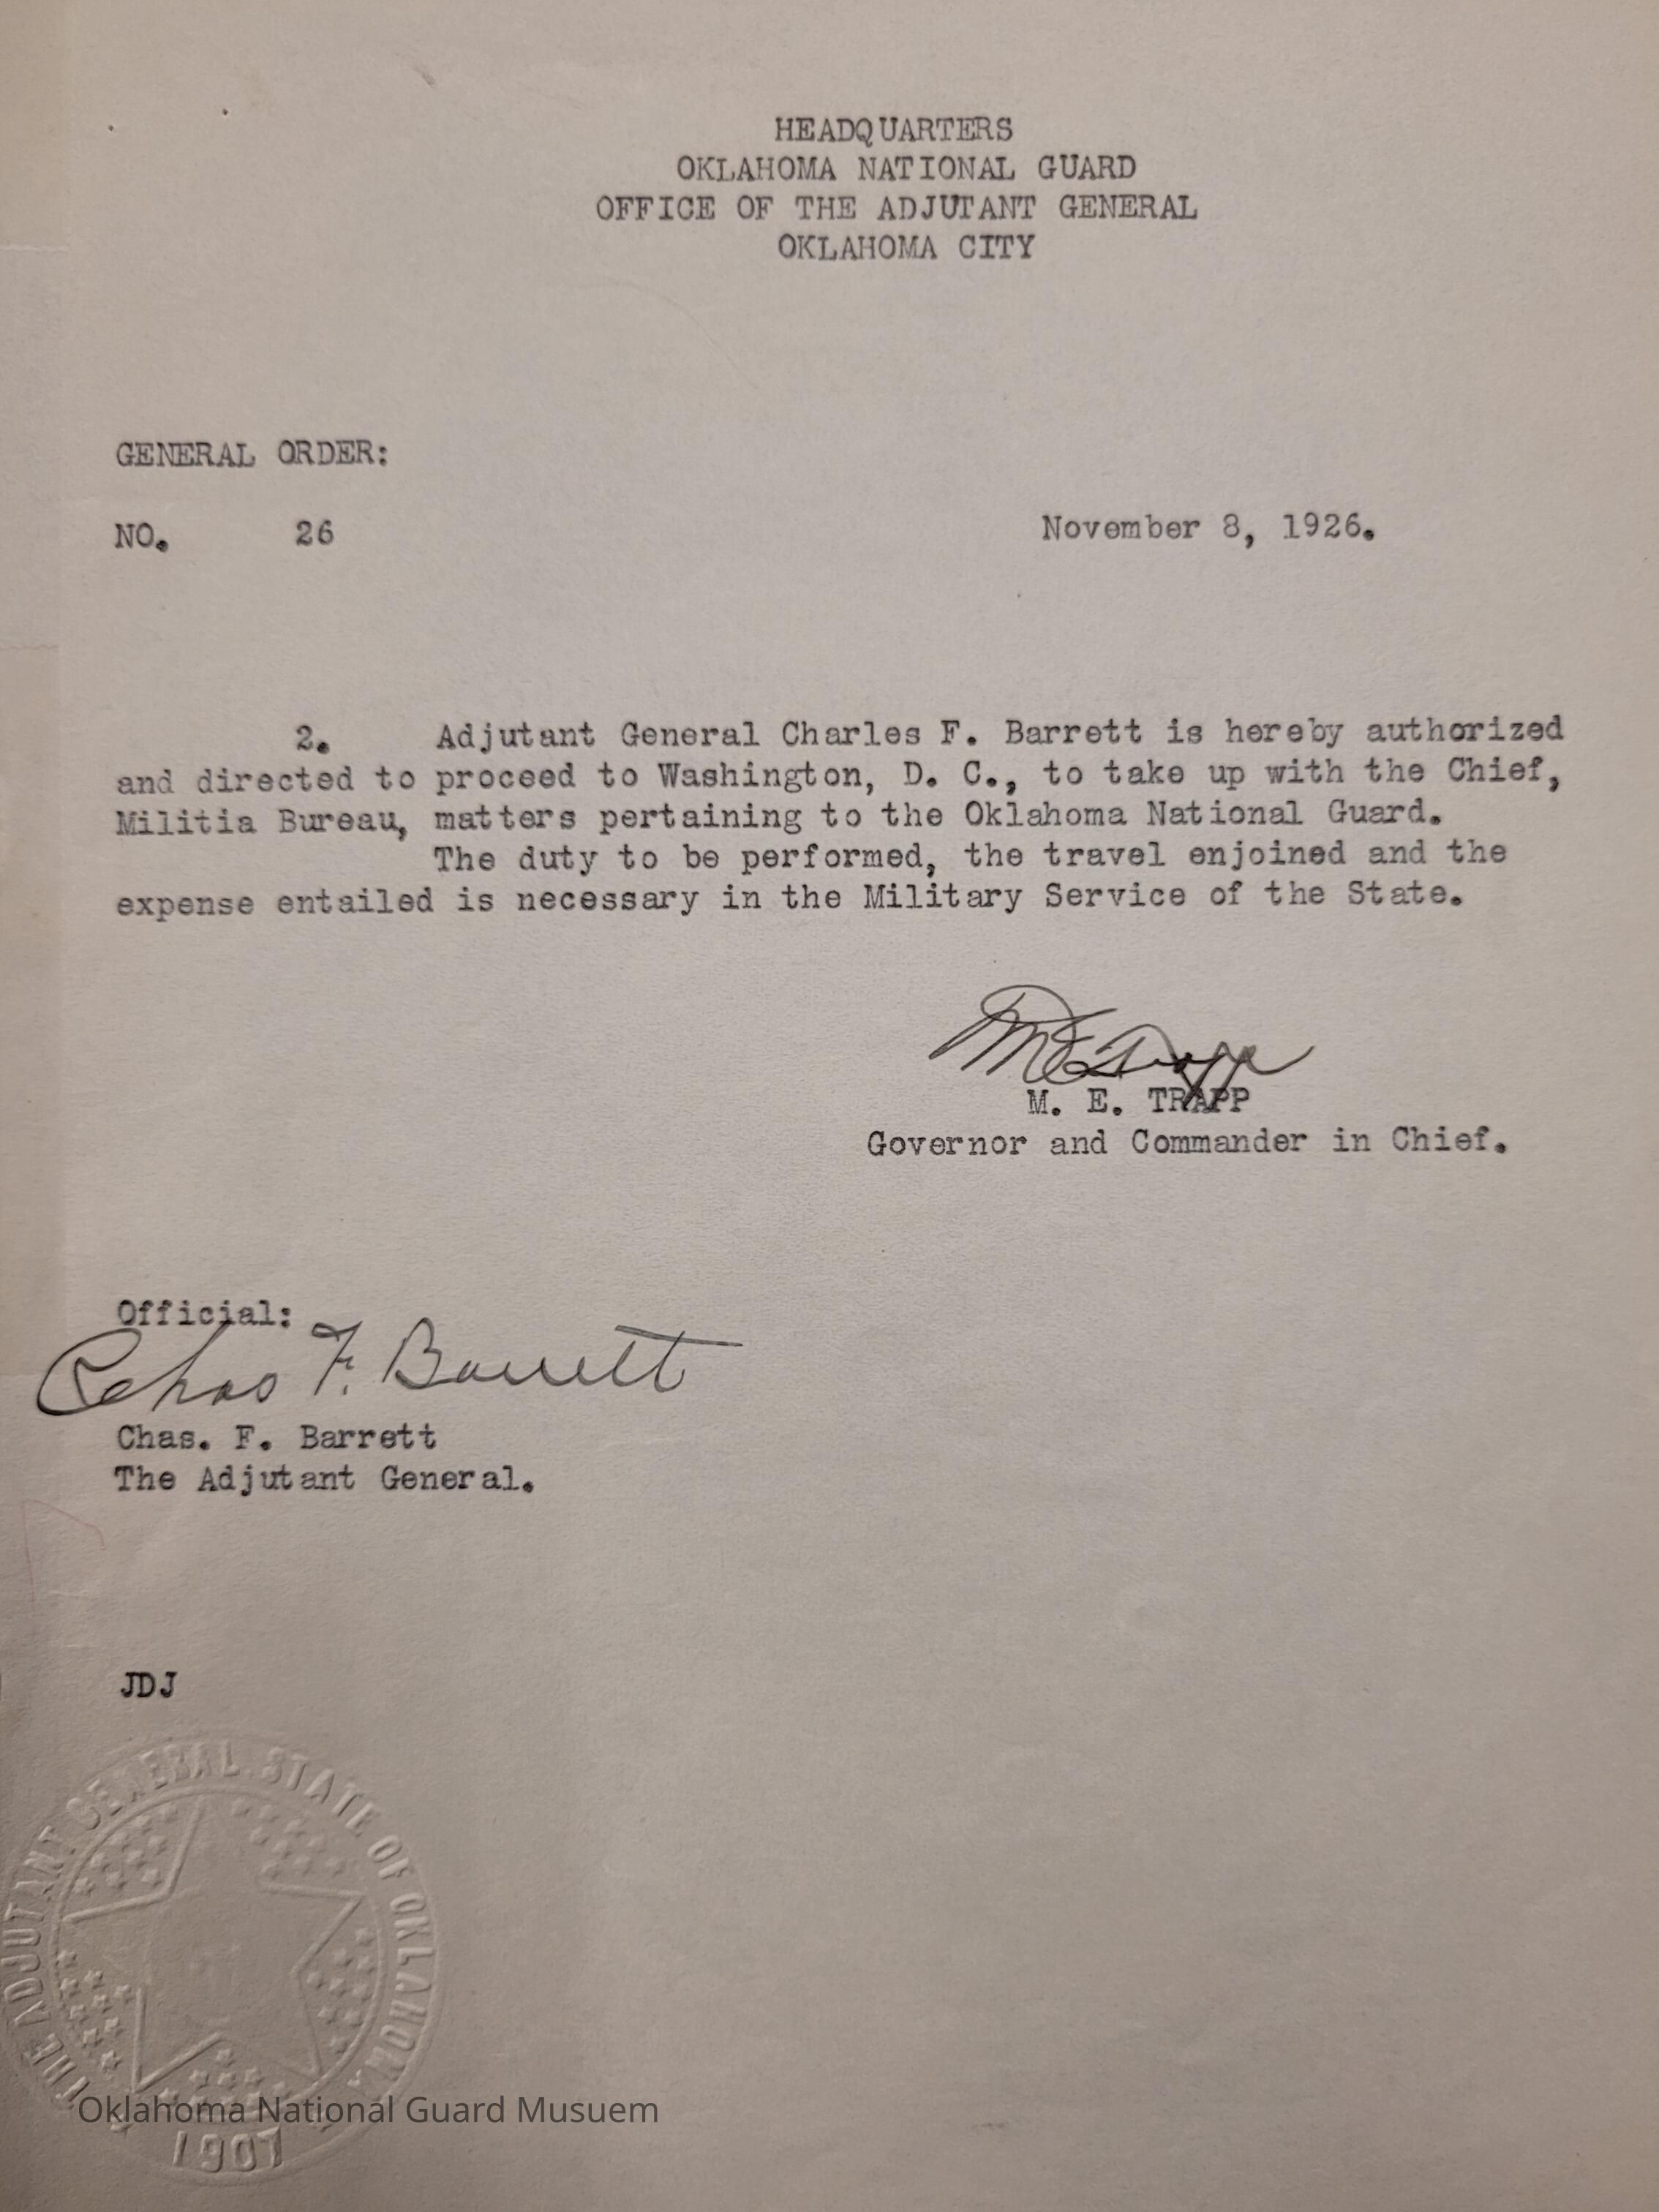 HEADQUARTERS
OKLAHOMA NATIONAL GUARD
OFFICE OF THE ADJUTANT GENERAL
OKLAHOMA CITY
GENERAL ORDER:
NO. 26
November 8, 1926.
2. Adjutant General Charles F. Barrett is hereby authorized
and directed to proceed to Washington, D. C., to take up with the Chief,
Militia Bureau, matters pertaining to the Oklahoma National Guard.
The duty to be performed, the travel enjoined and the
expense entailed is necessary in the Military Service of the State.
M E Trapp
M. E. TRAPP
Governor and Commander in Chief.
Official:
Chas F. Barrett
Chas. F. Barrett
The Adjutant General.
JDJ
THE ADJUTANT GENERAL STATE OF OKLAHOMA
1907
Oklahoma National Guard Musuem